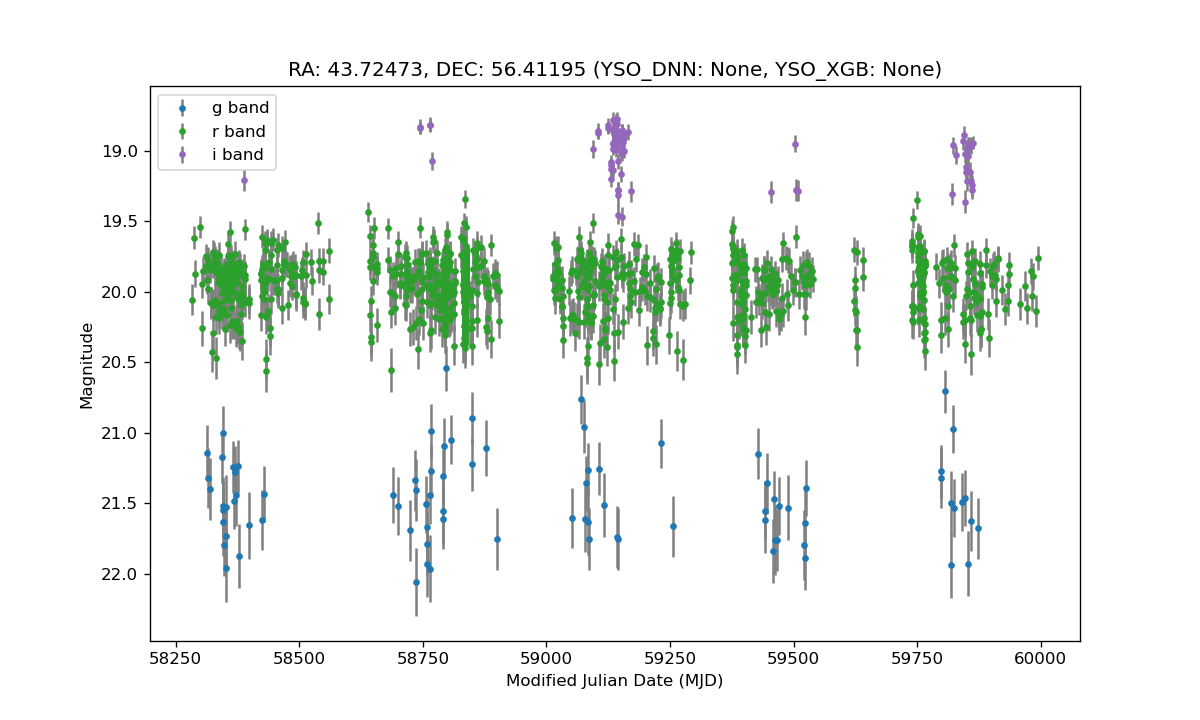 RA: 43.72473, DEC: 56.41195 (YSO_DNN: None, YSO_XGB: None)
g band
r band
i band
19.0
19.5
20.0
20.5
21.0
21.5
22.0
Magnitude
58250 58500 58750 59000 59250 59500 59750 60000
Modified Julian Date (MJD)